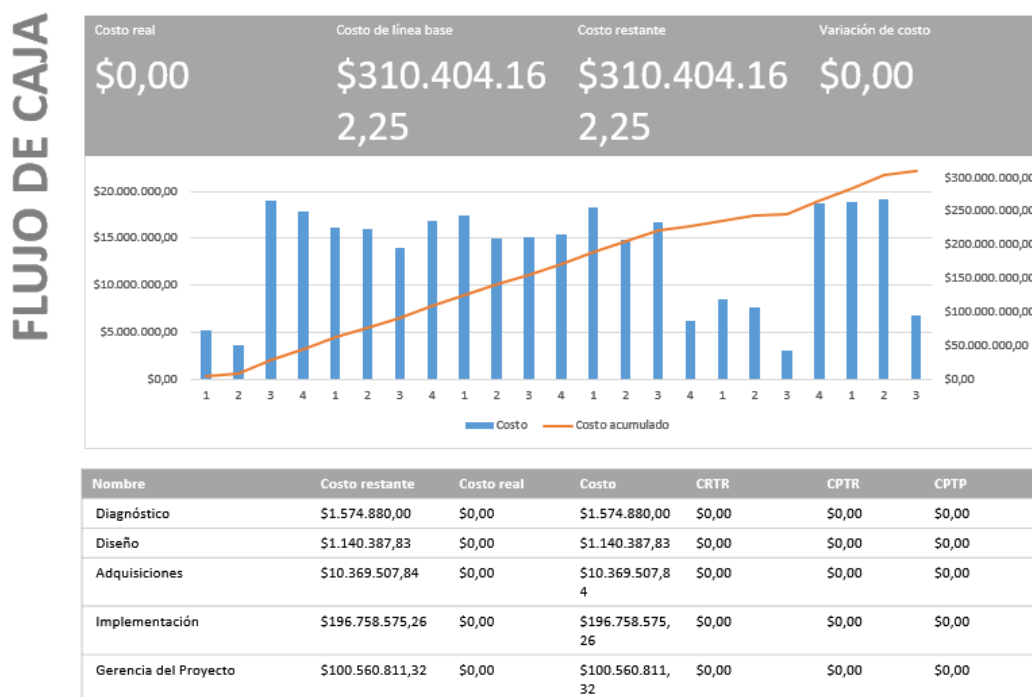 FLUJO DE CAJA
Costo real
Costo de línea base
Costo restante
Variación de costo
$0,00
$310.404.16
2,25
$310.404.16
2,25
$0,00
$20.000.000,00
$15.000.000,00
$10.000.000,00
$5.000.000,00
$0,00
$300.000.000,00
$250.000.000,00
$200.000.000,00
$150.000.000,00
$100.000.000,00
$50.000.000,00
$0,00
1 2 3 4 1 2 3 4 1 2 3 4 1 2 3 4 1 2 3 4 1 2 3
Costo Costo acumulado
Nombre Costo restante Costo real Costo CRTR CPTR CPTP
Diagnóstico $1.574.880,00 $0,00 $1.574.880,00 $0,00 $0,00 $0,00
Diseño $1.140.387,83 $0,00 $1.140.387,83 $0,00 $0,00 $0,00
Adquisiciones $10.369.507,84 $0,00 $10.369.507,8 $0,00 $0,00 $0,00
4
Implementación $196.758.575,26 $0,00 $196.758.575, $0,00 $0,00 $0,00
26
Gerencia del Proyecto $100.560.811,32 $0,00 $100.560.811, $0,00 $0,00 $0,00
32